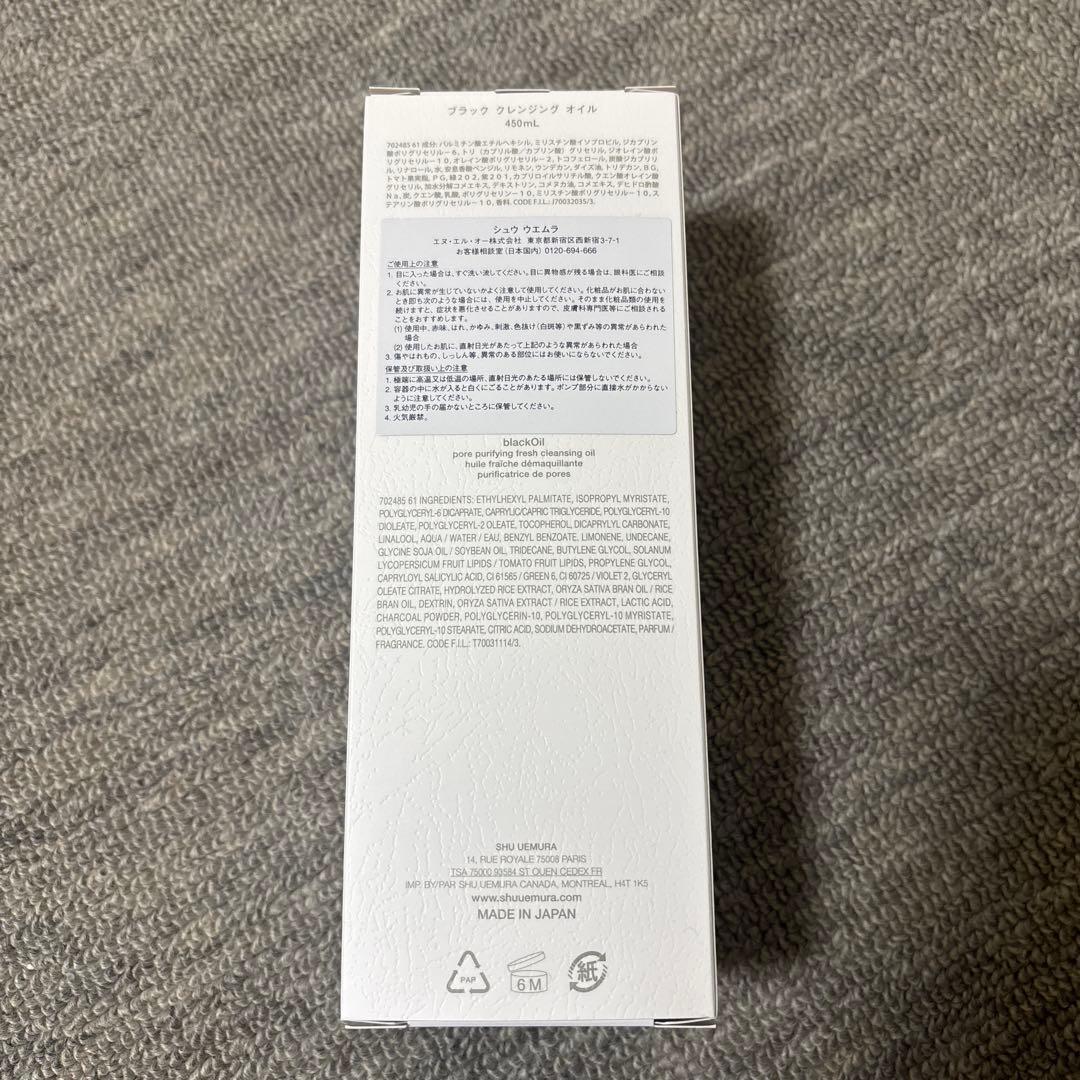 ブラック クレンジング オイル
450mL
702485 61 成分: パルミチン酸エチルヘキシル, ミリスチン酸イソプロピル, ジカプリン
酸ポリグリセリル－6, トリ（カプリル酸／カプリン酸）グリセリル, ジオレイン酸ポ
リグリセリル－10, オレイン酸ポリグリセリル－2, トコフェロール, 炭酸ジカプリリ
ル, リナロール, 水, 安息香酸ベンジル, リモネン, ウンデカン, ダイズ油, トリデカン, BG,
トマト果実脂, PG, 緑202, 紫201, カプリロイルサリチル酸, クエン酸オレイン酸
グリセリル, 加水分解コメエキス, デキストリン, コメヌカ油, コメエキス, デヒドロ酢酸
Na, 炭, クエン酸, 乳酸, ポリグリセリン－10, ミリスチン酸ポリグリセリル－10, ス
テアリン酸ポリグリセリル－10, 香料. CODE F.I.L.: J70032035/3.
シュウ ウエムラ
エヌ・エル・オー株式会社 東京都新宿区西新宿3-7-1
お客様相談室（日本国内）0120-694-666
ご使用上の注意
1. 目に入った場合は、すぐ洗い流してください。目に異物感が残る場合は、眼科医にご相談
ください。
2. お肌に異常が生じていないかよく注意して使用してください。化粧品がお肌に合わない
とき即ち次のような場合には、使用を中止してください。そのまま化粧品類の使用を
続けますと、症状を悪化させることがありますので、皮膚科専門医等にご相談され
ることをおすすめします。
(1) 使用中、赤味、はれ、かゆみ、刺激、色抜け（白斑等）や黒ずみ等の異常があらわれた
場合
(2) 使用したお肌に、直射日光があたって上記のような異常があらわれた場合
3. 傷やはれもの、しっしん等、異常のある部位にはお使いにならないでください。
保管及び取扱い上の注意
1. 極端に高温又は低温の場所、直射日光のあたる場所には保管しないでください。
2. 容器の中に水が入ると白くにごることがあります。ポンプ部分に直接水がかからない
ように注意してください。
3. 乳幼児の手の届かないところに保管してください。
4. 火気厳禁。
blackOil
pore purifying fresh cleansing oil
huile fraîche démaquillante
purificatrice de pores
702485 61 INGREDIENTS: ETHYLHEXYL PALMITATE, ISOPROPYL MYRISTATE,
POLYGLYCERYL-6 DICAPRATE, CAPRYLIC/CAPRIC TRIGLYCERIDE, POLYGLYCERYL-10
DIOLEATE, POLYGLYCERYL-2 OLEATE, TOCOPHEROL, DICAPRYLYL CARBONATE,
LINALOOL, AQUA / WATER / EAU, BENZYL BENZOATE, LIMONENE, UNDECANE,
GLYCINE SOJA OIL / SOYBEAN OIL, TRIDECANE, BUTYLENE GLYCOL, SOLANUM
LYCOPERSICUM FRUIT LIPIDS / TOMATO FRUIT LIPIDS, PROPYLENE GLYCOL,
CAPRYLOYL SALICYLIC ACID, CI 61565 / GREEN 6, CI 60725 / VIOLET 2, GLYCERYL
OLEATE CITRATE, HYDROLYZED RICE EXTRACT, ORYZA SATIVA BRAN OIL / RICE
BRAN OIL, DEXTRIN, ORYZA SATIVA EXTRACT / RICE EXTRACT, LACTIC ACID,
CHARCOAL POWDER, POLYGLYCERIN-10, POLYGLYCERYL-10 MYRISTATE,
POLYGLYCERYL-10 STEARATE, CITRIC ACID, SODIUM DEHYDROACETATE, PARFUM /
FRAGRANCE. CODE F.I.L.: T70031114/3.
SHU UEMURA
14, RUE ROYALE 75008 PARIS
TSA 75000 93584 ST OUEN CEDEX FR
IMP. BY/PAR SHU UEMURA CANADA, MONTREAL, H4T 1K5
www.shuuemura.com
MADE IN JAPAN
PAP
6 M
紙